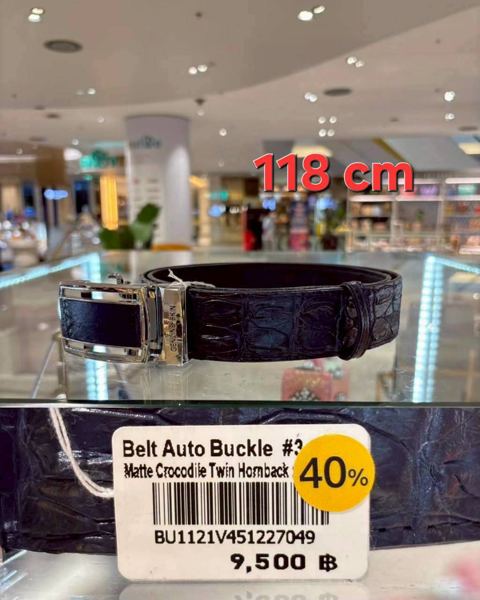 118 cm
Belt Auto Buckle #3
Matte Crocodile Twin Hornback
40%
BU1121V451227049
9,500 ฿